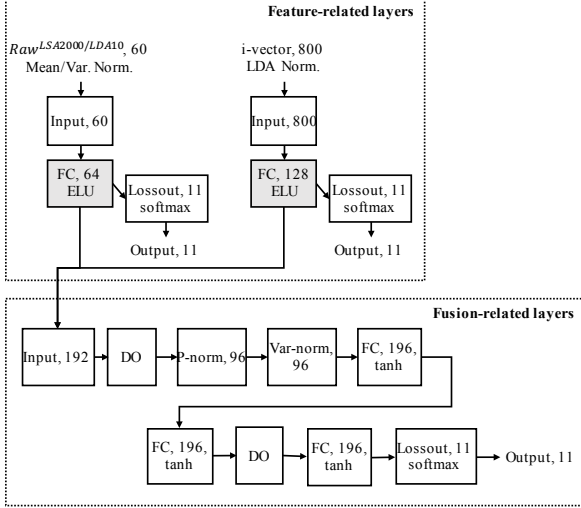 Feature-related layers
Raw^{LSA2000/LDA10}, 60
Mean/Var. Norm.
i-vector, 800
LDA Norm.
Input, 60
Input, 800
FC, 64
ELU
Lossout, 11
softmax
FC, 128
ELU
Lossout, 11
softmax
Output, 11
Output, 11
Fusion-related layers
Input, 192
DO
P-norm, 96
Var-norm,
96
FC, 196,
tanh
FC, 196,
tanh
DO
FC, 196,
tanh
Lossout, 11
softmax
Output, 11